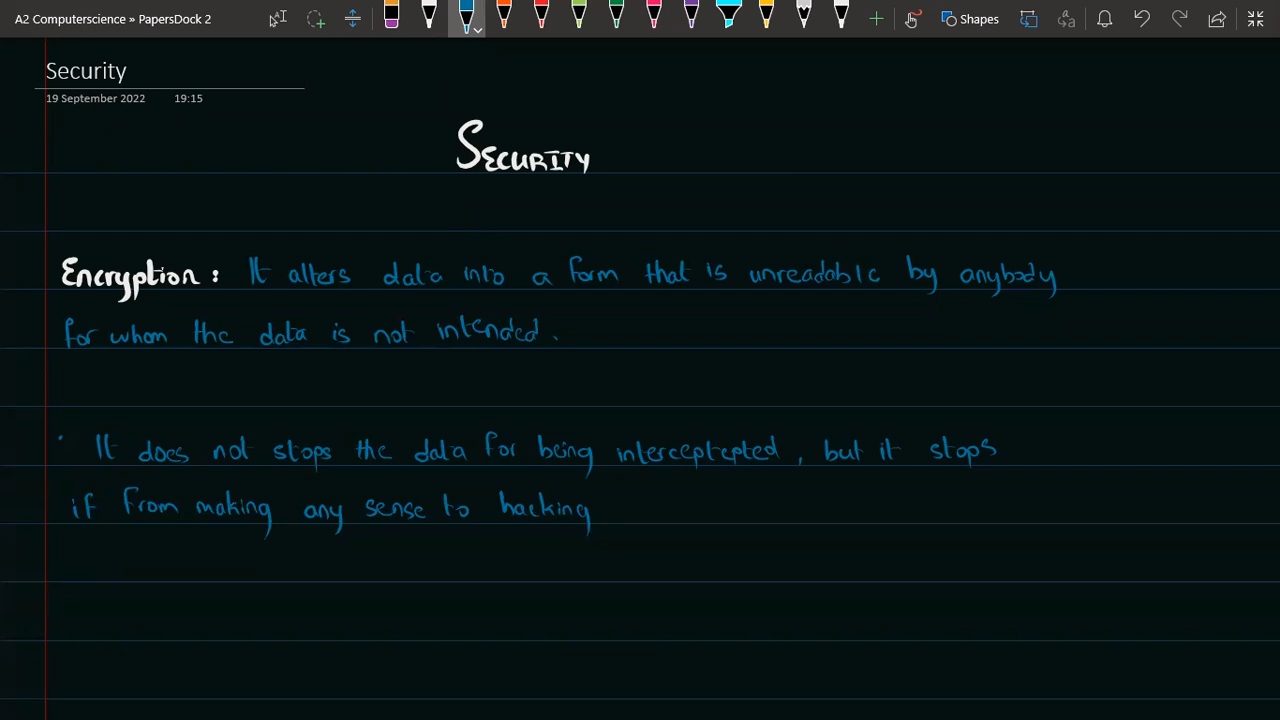 A2 Computerscience » PapersDock 2
Shapes
Security
19 September 2022 19:15
SECURITY
Encryption : It alters data into a form that is unreadable by anybody
for whom the data is not intended.
· It does not stops the data for being interceptepted, but it stops
if from making any sense to hacking